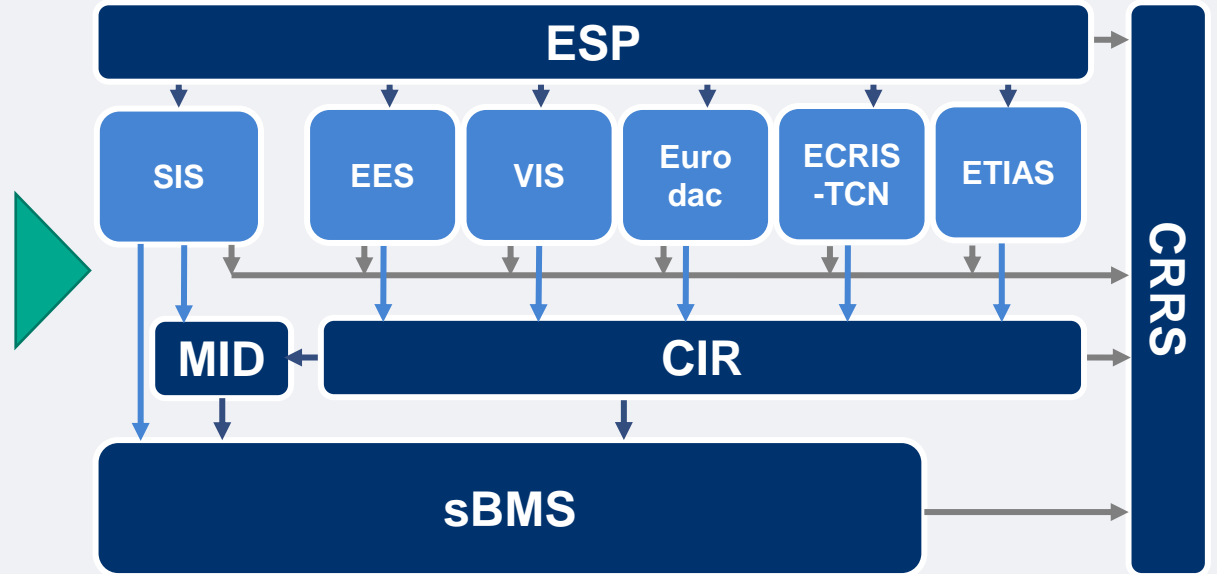 ESP
SIS
EES
VIS
Euro
dac
ECRIS
-TCN
ETIAS
CRRS
MID
CIR
sBMS